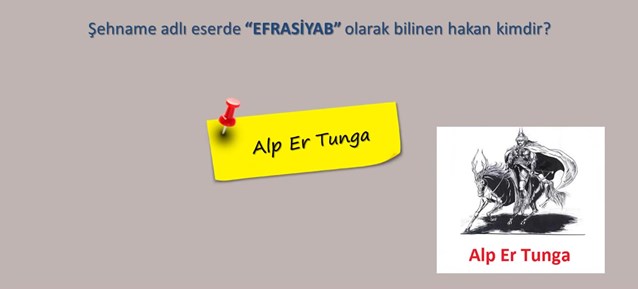 Şehname adlı eserde “EFRASİYAB” olarak bilinen hakan kimdir?
Alp Er Tunga
Alp Er Tunga